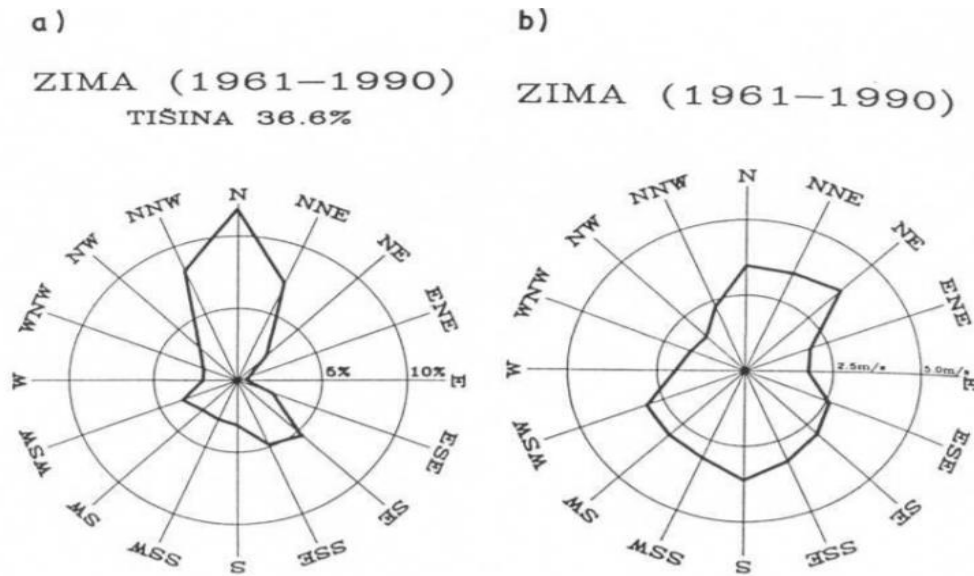 a)
ZIMA (1961-1990)
TIŠINA 36.6%
N
NNE
NE
ENE
E
ESE
SE
SSE
S
SSW
SW
WSW
W
WNW
NW
NNW
5%
10%
b)
ZIMA (1961-1990)
N
NNE
NE
ENE
E
ESE
SE
SSE
S
SSW
SW
WSW
W
WNW
NW
NNW
2.5m/s
5.0m/s